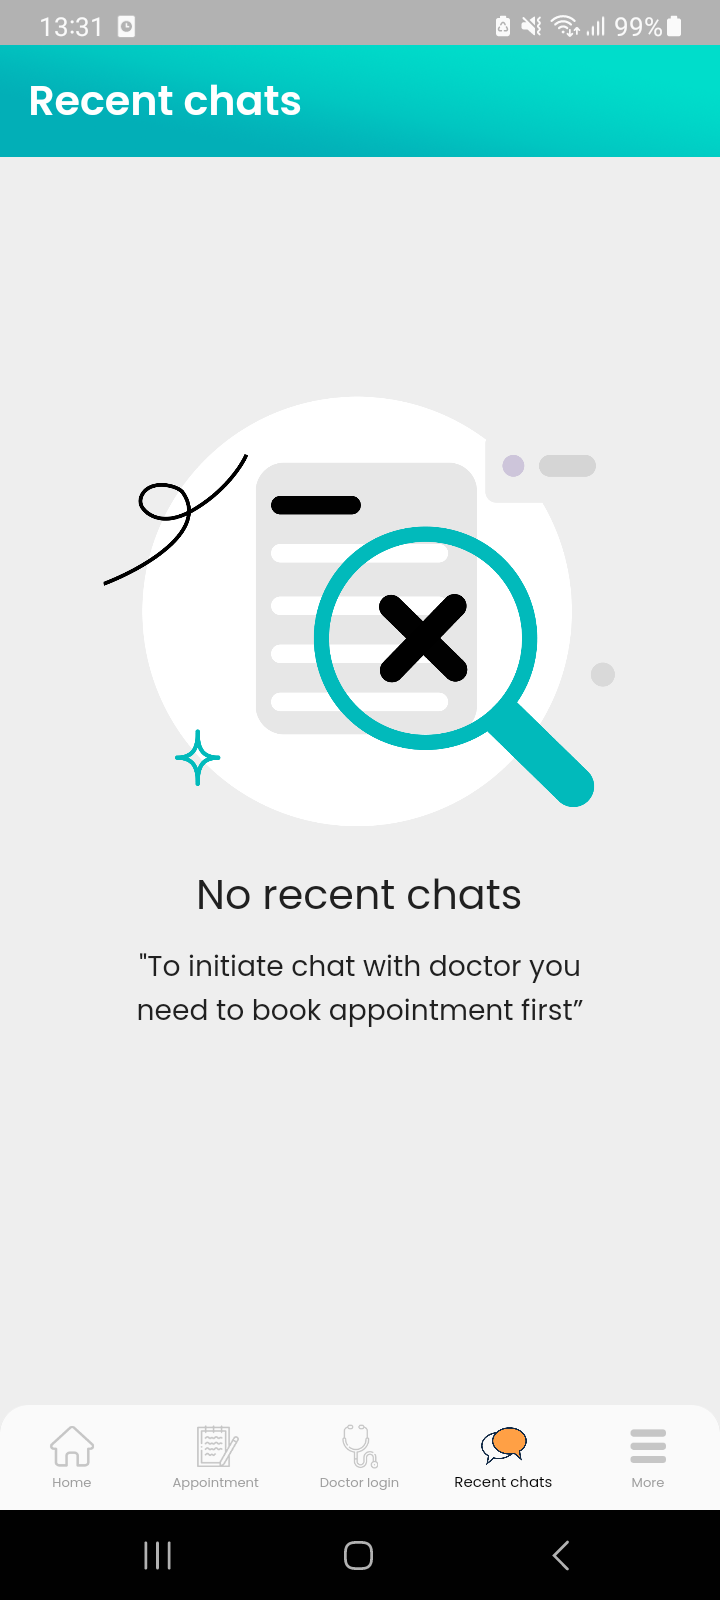 13:31 99%
Recent chats
No recent chats
"To initiate chat with doctor you
need to book appointment first”
Home Appointment Doctor login Recent chats More